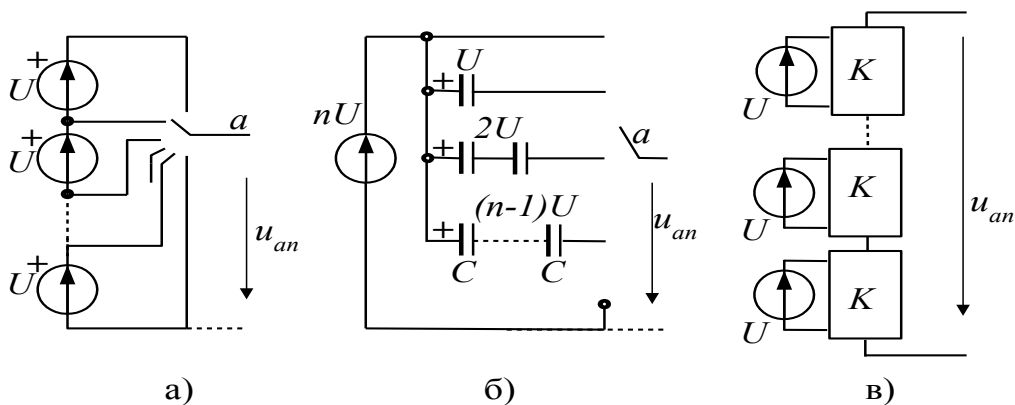 +
U
+
U
+
U
a
u_an
а)
nU
+
U
+
2U
+
(n-1)U
C
C
a
u_an
б)
U
K
U
K
U
K
u_an
в)